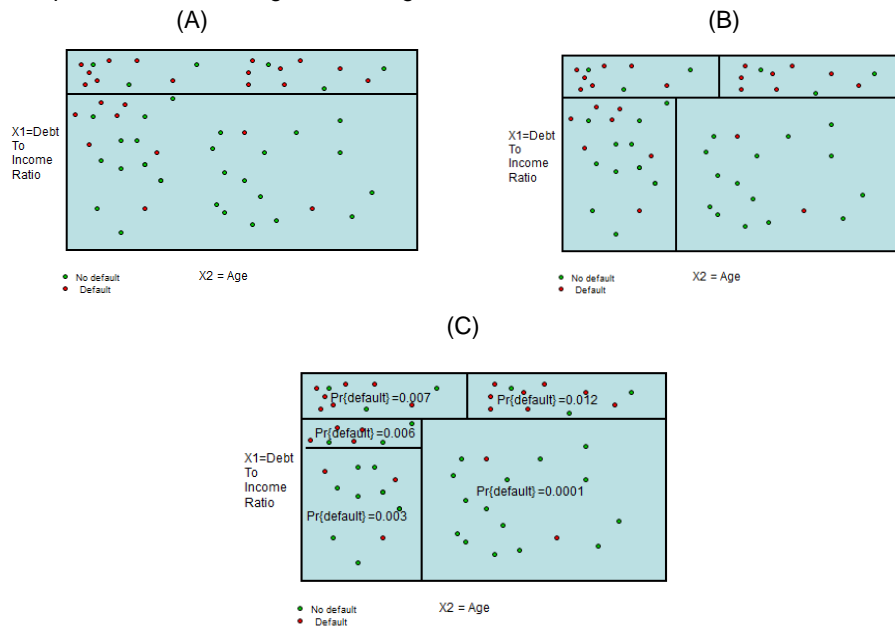 (A)
(B)
X1=Debt
To
Income
Ratio
X1=Debt
To
Income
Ratio
No default
Default
X2 = Age
No default
Default
X2 = Age
(C)
Pr{default}=0.007
Pr{default}=0.012
Pr{default}=0.006
X1=Debt
To
Income
Ratio
Pr{default}=0.0001
Pr{default}=0.003
No default
Default
X2 = Age